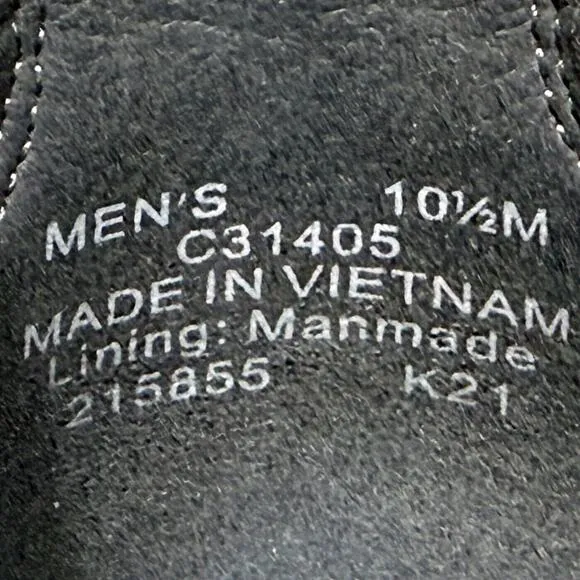 MEN'S 10½M
C31405
MADE IN VIETNAM
Lining: Manmade
215855 K21